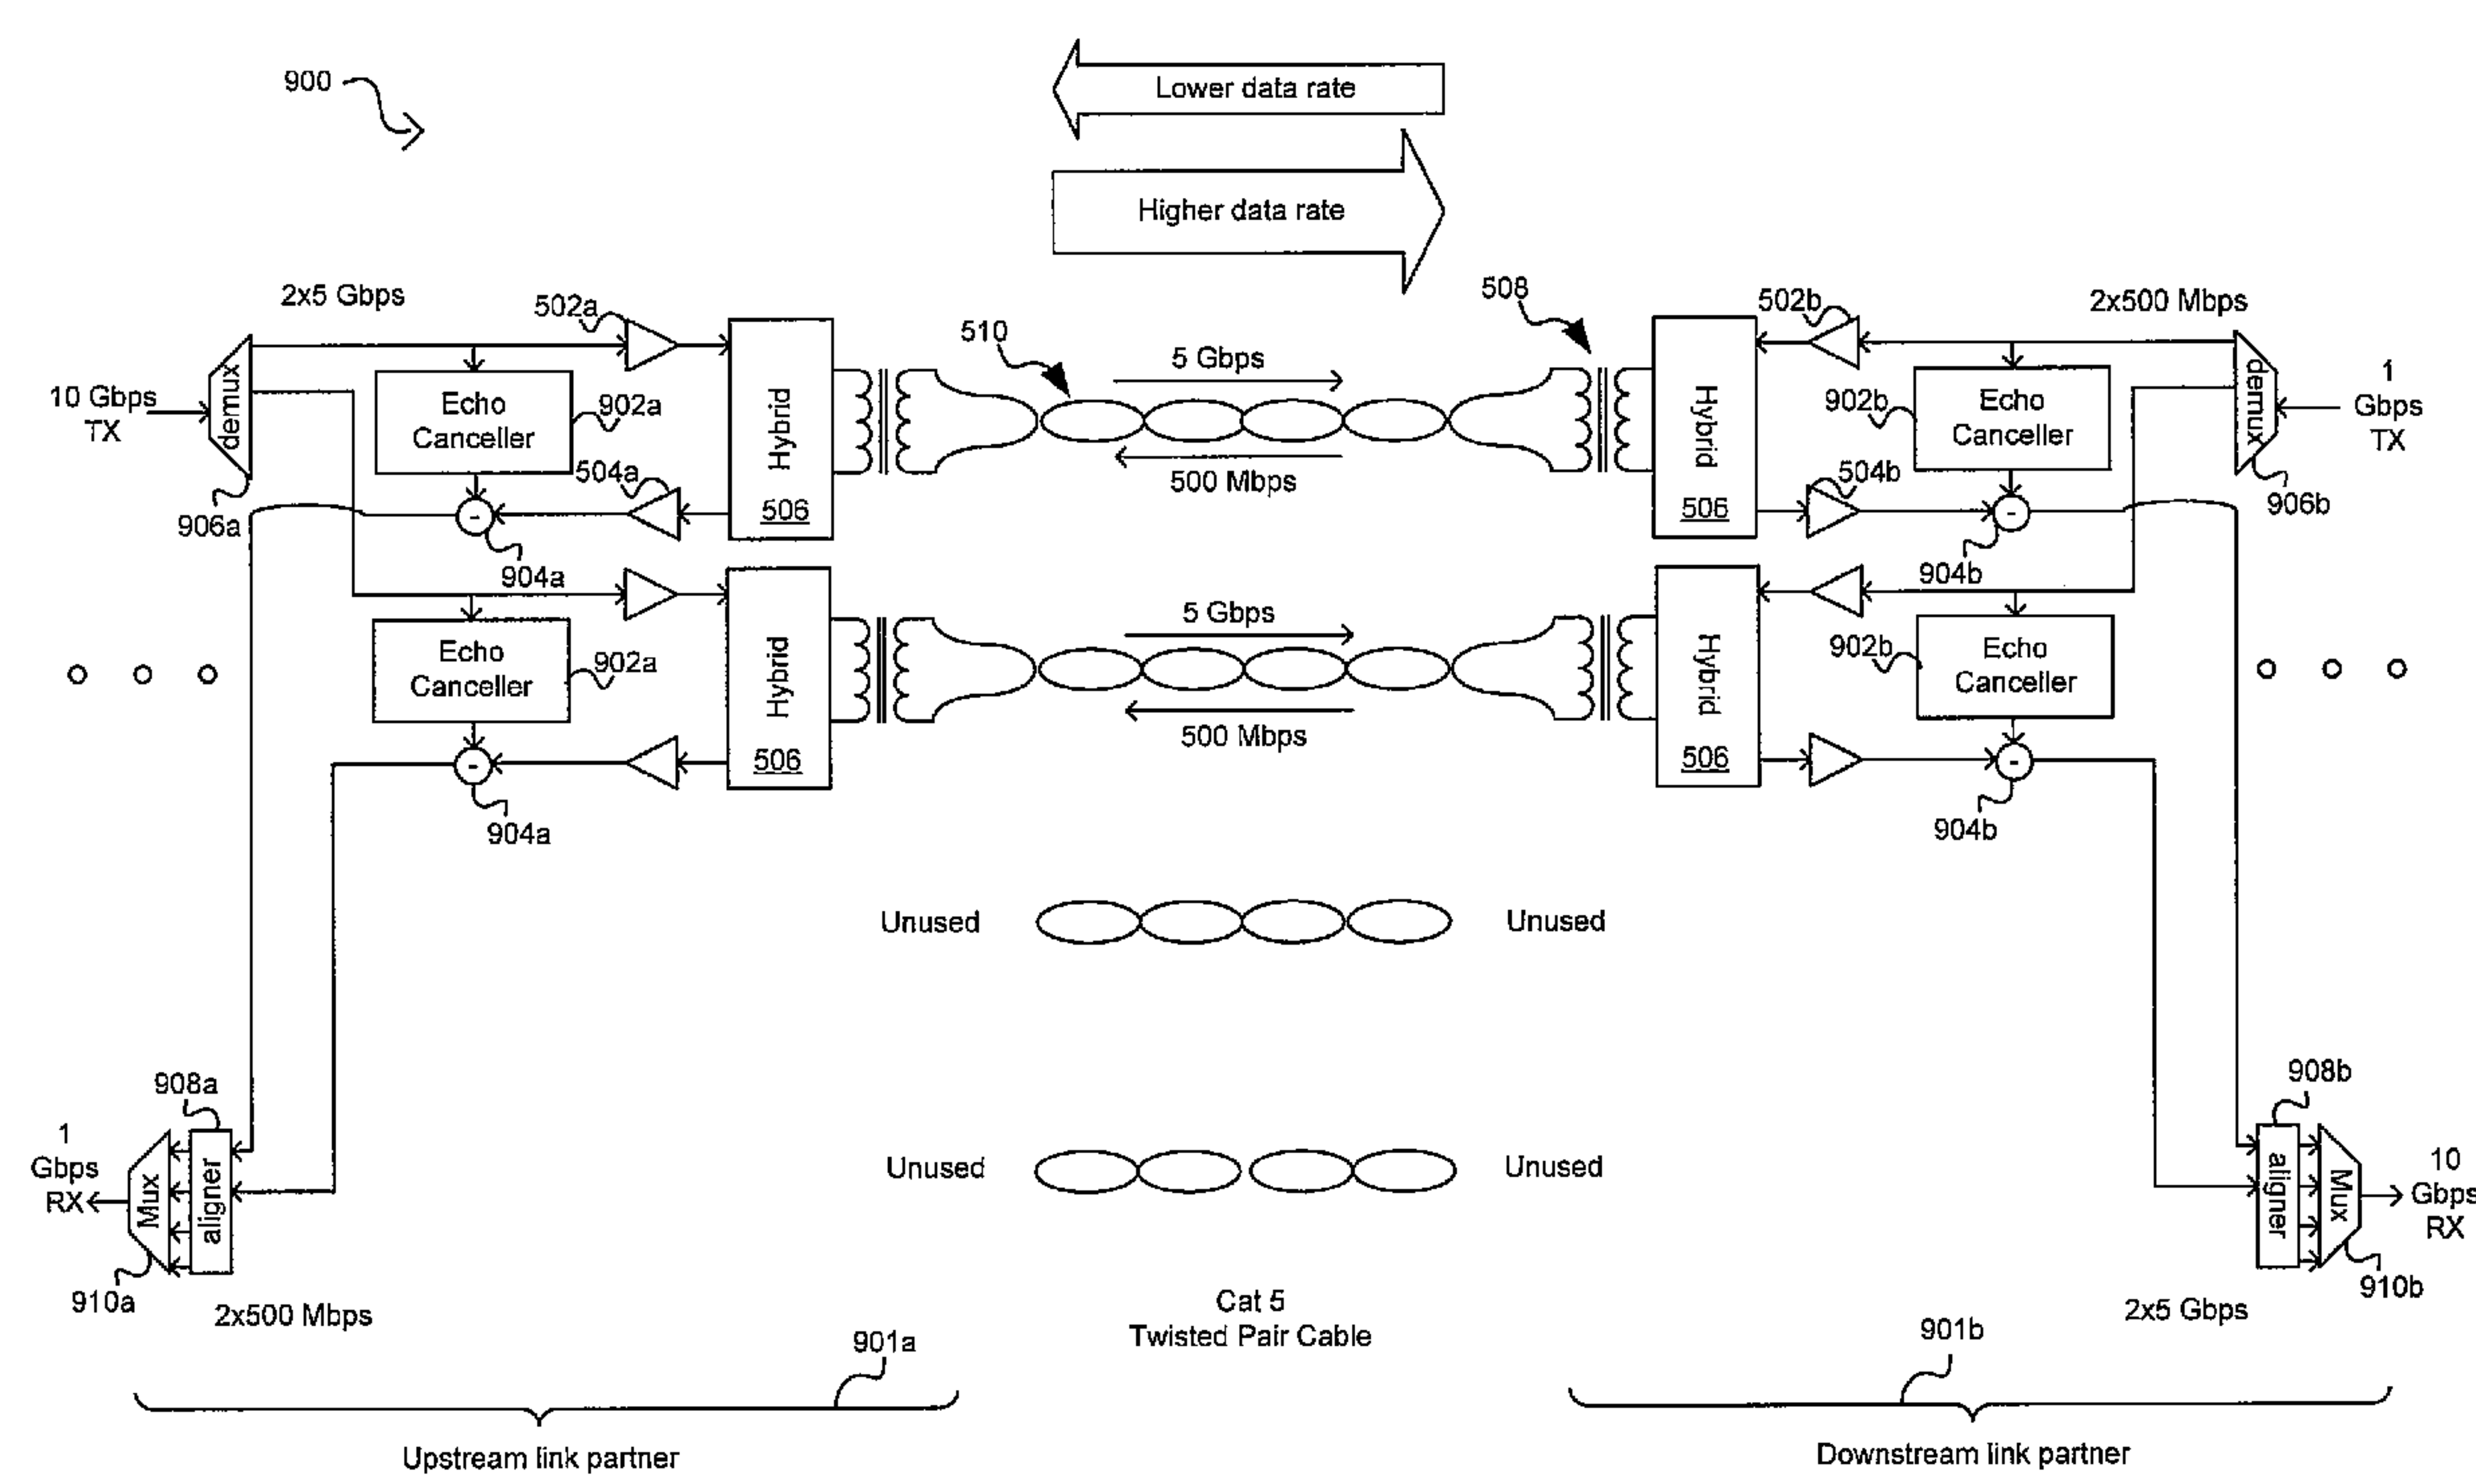 900
Lower data rate
Higher data rate
2x5 Gbps
502a
510
508
502b
2x500 Mbps
10 Gbps
TX
demux
Echo
Canceller
902a
Hybrid
506
504a
5 Gbps
500 Mbps
Hybrid
506
902b
504b
Echo
Canceller
demux
1
Gbps
TX
906a
-
904a
904b
-
906b
Echo
Canceller
902a
Hybrid
506
5 Gbps
500 Mbps
Hybrid
506
902b
Echo
Canceller
-
904a
-
904b
Unused
Unused
Unused
Unused
908a
1
Gbps
RX
Mux
aligner
910a
2x500 Mbps
908b
aligner
Mux
10
Gbps
RX
910b
2x5 Gbps
Cat 5
Twisted Pair Cable
901a
901b
Upstream link partner
Downstream link partner